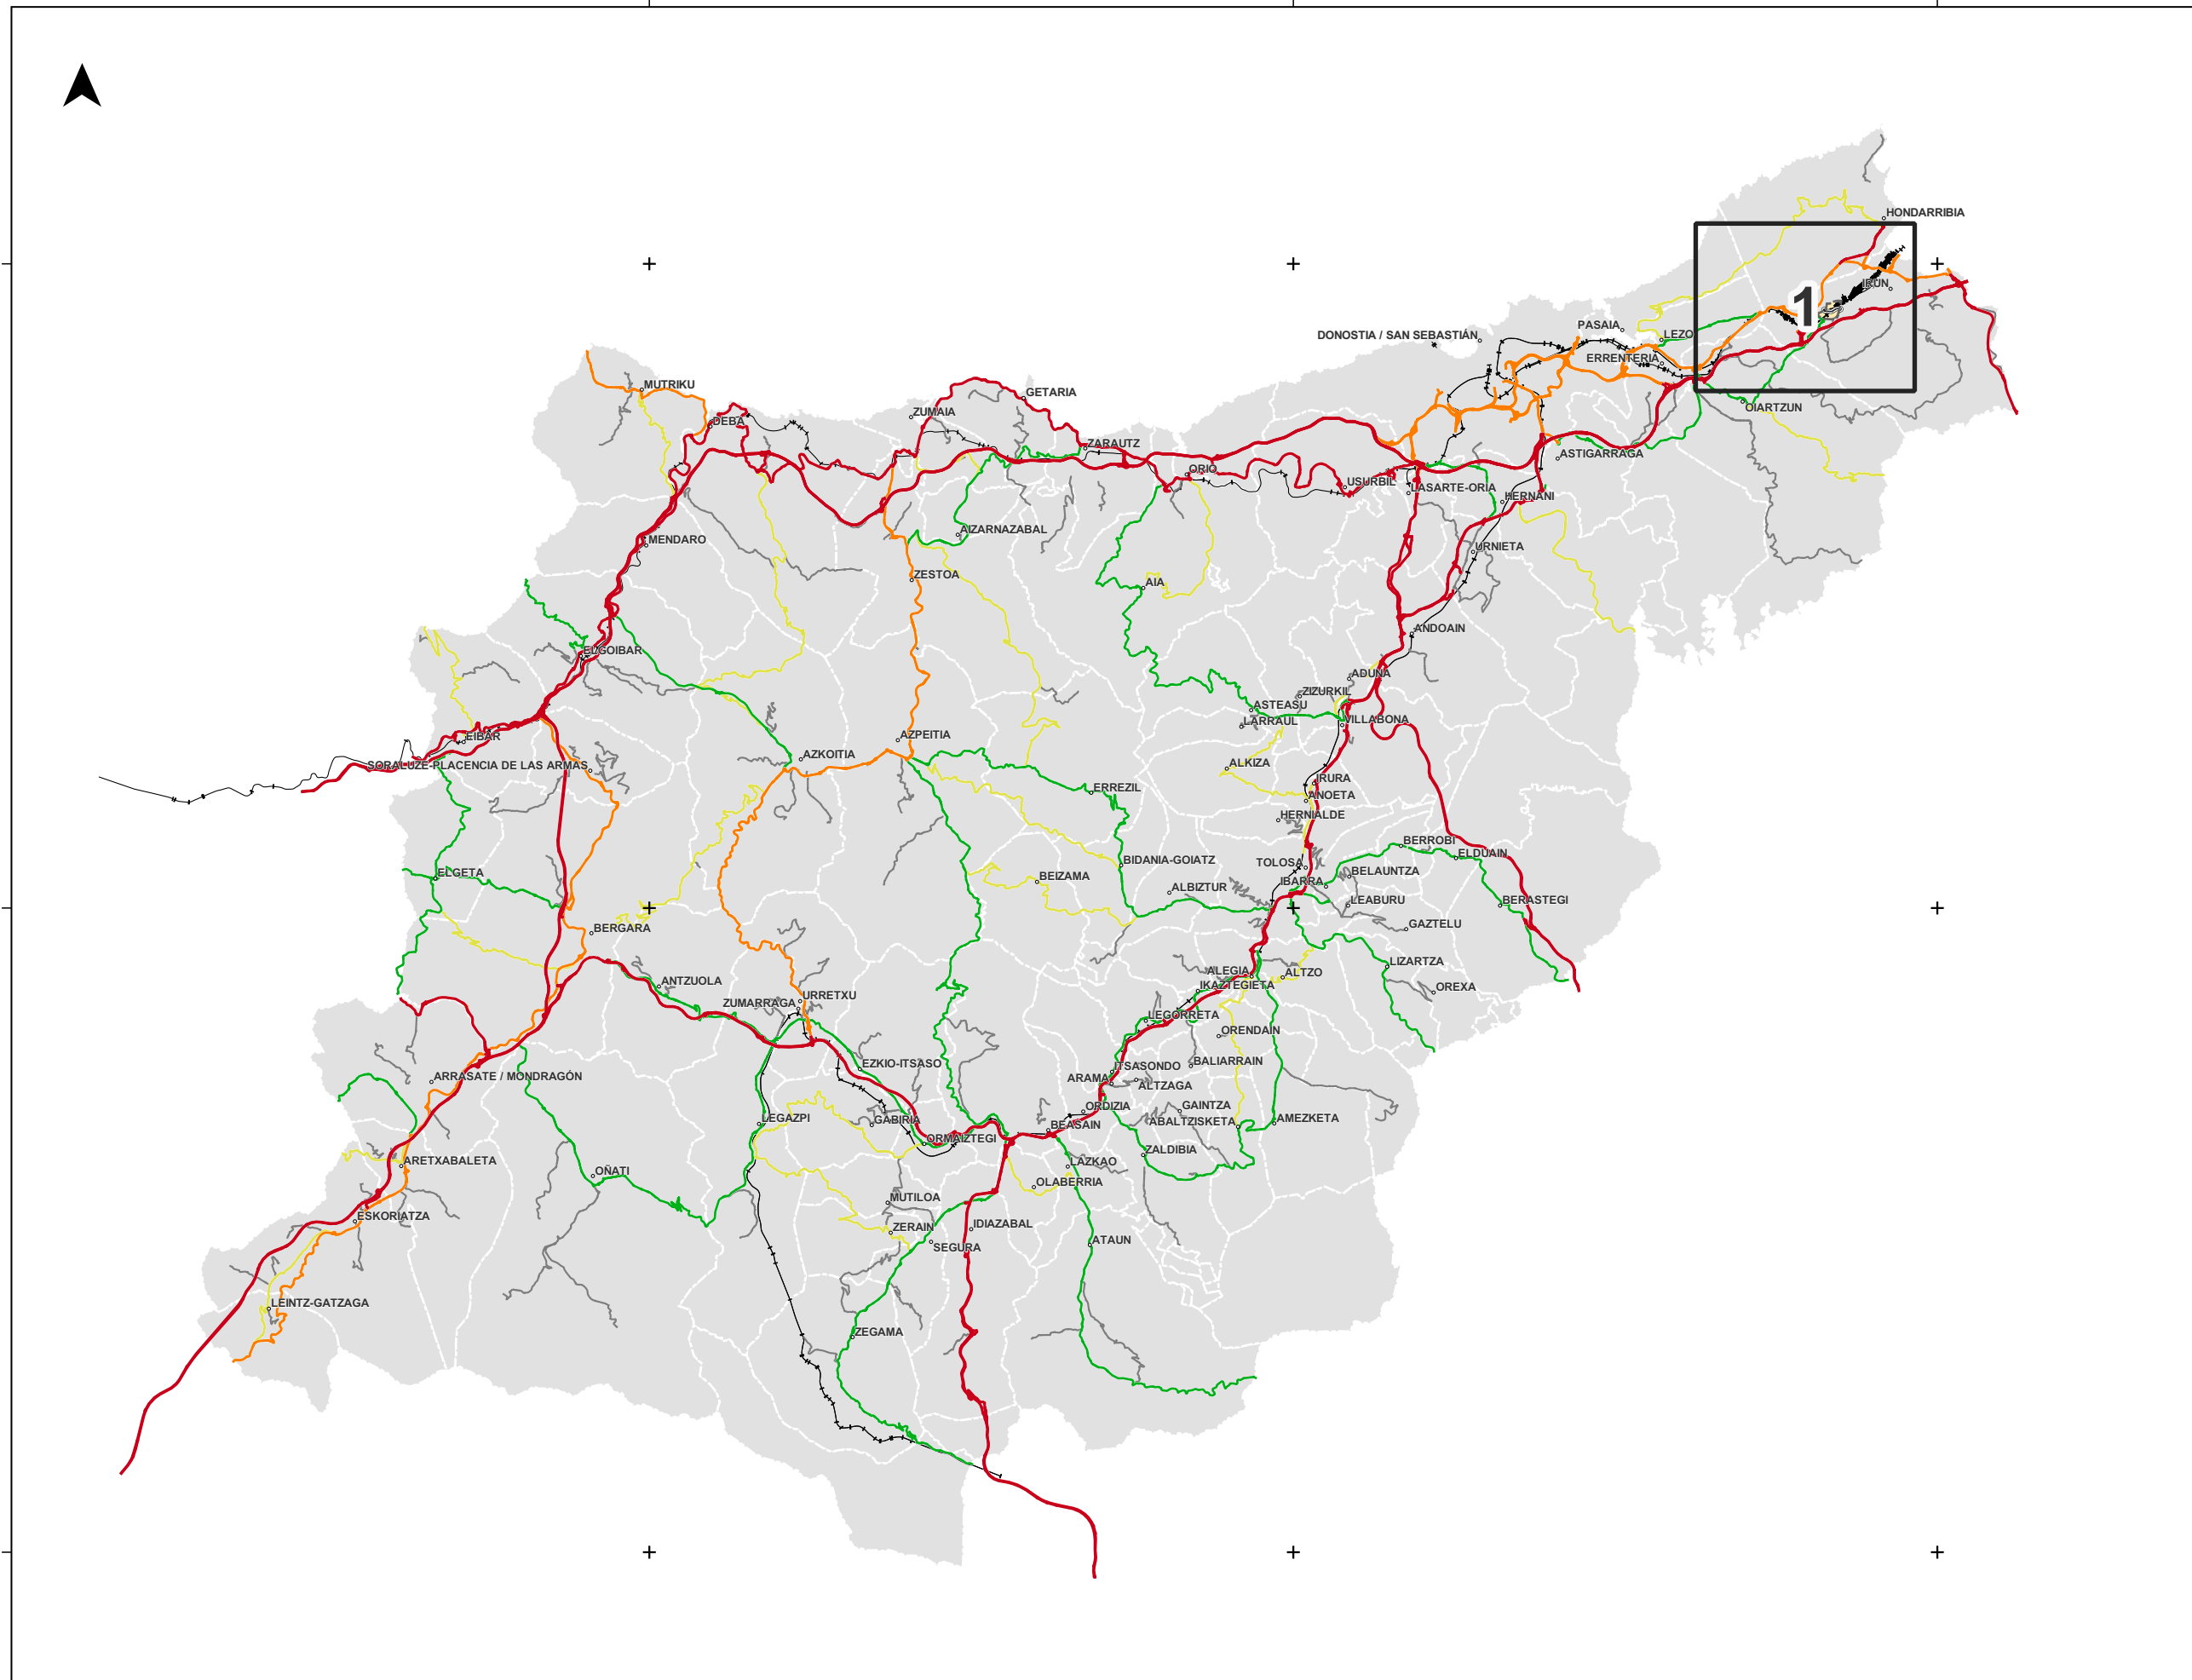 HONDARRIBIA
IRUN
1
PASAIA
DONOSTIA / SAN SEBASTIÁN
LEZO
ERRENTERIA
MUTRIKU
GETARIA
OIARTZUN
ZUMAIA
DEBA
ZARAUTZ
ASTIGARRAGA
ORIO
USURBIL
LASARTE-ORIA
HERNANI
AIZARNAZABAL
MENDARO
URNIETA
ZESTOA
AIA
ANDOAIN
ELGOIBAR
ADUNA
ZIZURKIL
ASTEASU
LARRAUL
VILLABONA
EIBAR
AZPEITIA
AZKOITIA
SORALUZE-PLACENCIA DE LAS ARMAS
ALKIZA
IRURA
ERREZIL
ANOETA
HERNIALDE
BERROBI
ELDUAIN
BIDANIA-GOIATZ
TOLOSA
ELGETA
BEIZAMA
BELAUNTZA
IBARRA
ALBIZTUR
LEABURU
BERASTEGI
BERGARA
GAZTELU
LIZARTZA
ALEGIA
ALTZO
ANTZUOLA
IKAZTEGIETA
OREXA
URRETXU
ZUMARRAGA
LEGORRETA
ORENDAIN
EZKIO-ITSASO
ITSASONDO
BALIARRAIN
ARRASATE / MONDRAGÓN
ARAMA
ALTZAGA
ORDIZIA
GAINTZA
LEGAZPI
GABIRIA
ABALTZISKETA
AMEZKETA
BEASAIN
ORMAIZTEGI
ZALDIBIA
ARETXABALETA
LAZKAO
OÑATI
OLABERRIA
MUTILOA
ESKORIATZA
IDIAZABAL
ZERAIN
ATAUN
SEGURA
LEINTZ-GATZAGA
ZEGAMA